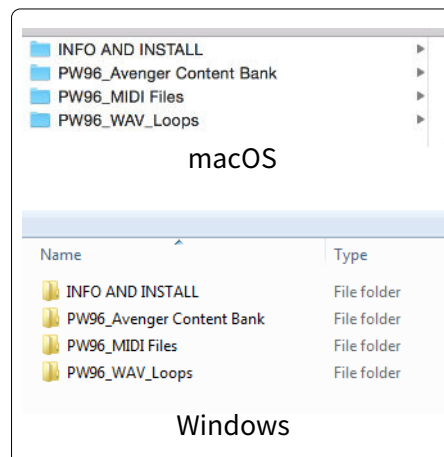 INFO AND INSTALL
PW96_Avenger Content Bank
PW96_MIDI Files
PW96_WAV_Loops
macOS
Name Type
INFO AND INSTALL File folder
PW96_Avenger Content Bank File folder
PW96_MIDI Files File folder
PW96_WAV_Loops File folder
Windows